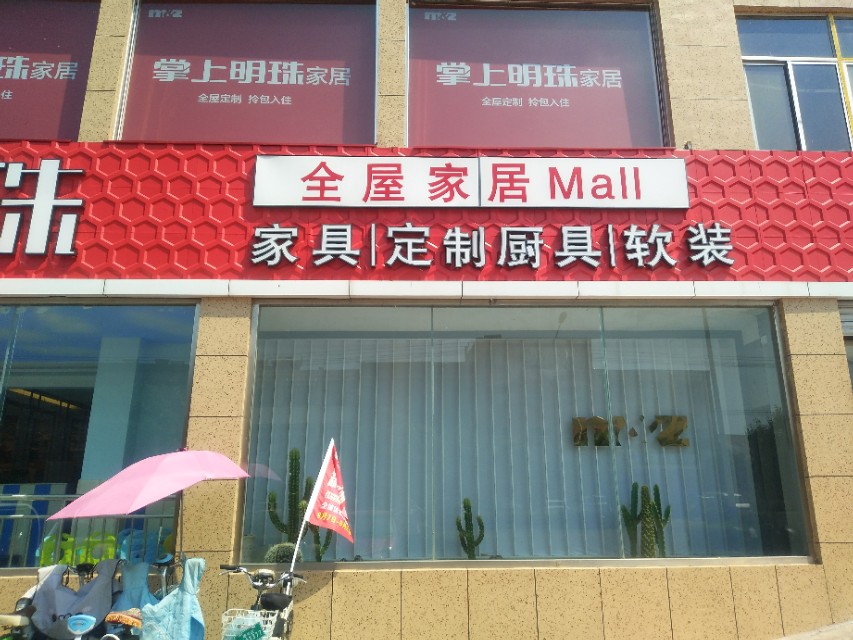 珠家居
住
M&Z
掌上明珠家居
全屋定制 拎包入住
M&Z
掌上明珠家居
全屋定制 拎包入住
珠
全屋家居Mall
家具|定制厨具|软装
M&Z